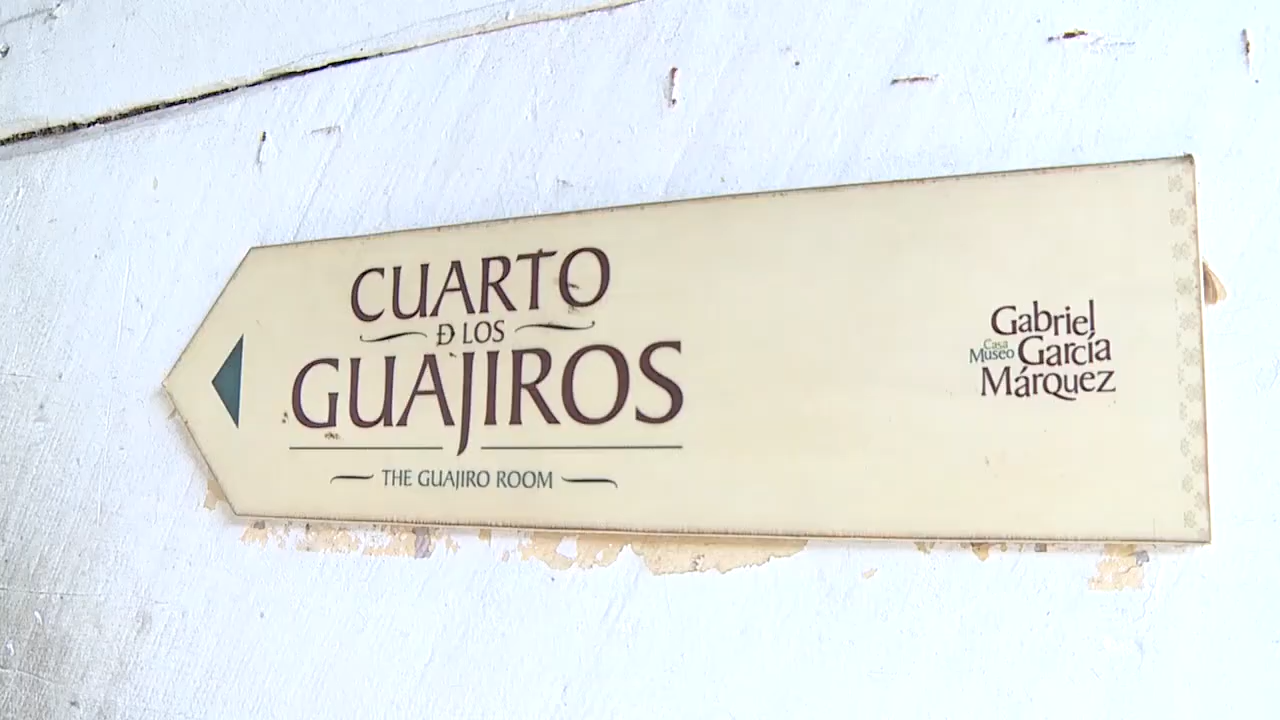 CUARTO
D LOS
GUAJIROS
THE GUAJIRO ROOM
Gabriel
Casa
Museo García
Márquez